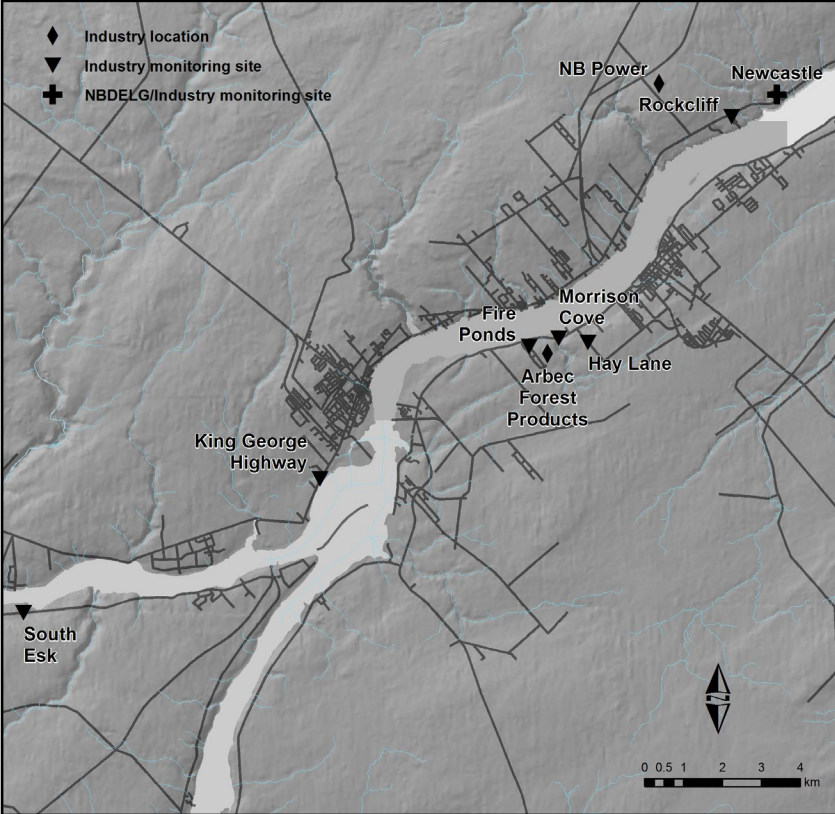 Industry location
Industry monitoring site
NBDELG/Industry monitoring site
NB Power
Newcastle
Rockcliff
Morrison
Cove
Fire
Ponds
Hay Lane
Arbec
Forest
Products
King George
Highway
South
Esk
N
0 0.5 1 2 3 4
km